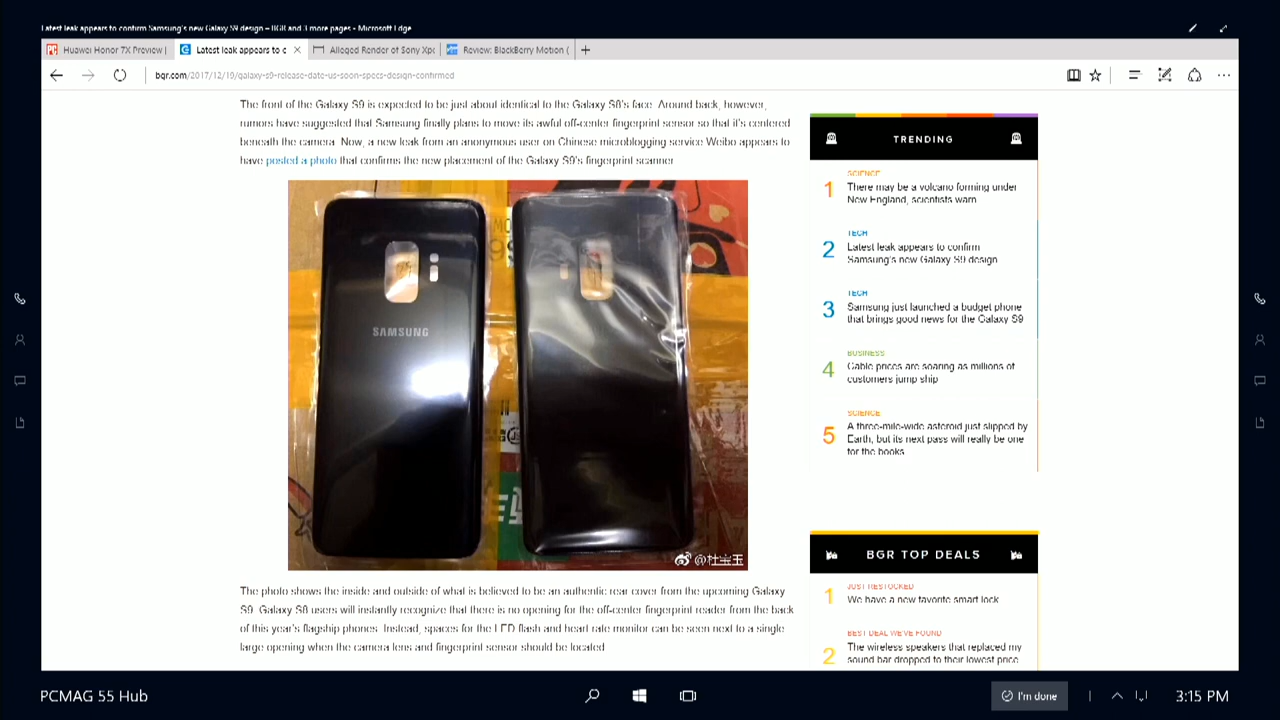 Latest leak appears to confirm Samsung's new Galaxy S9 design – BGR and 3 more pages - Microsoft Edge
Huawei Honor 7X Preview |
Latest leak appears to c
Alleged Render of Sony Xpe
Review: BlackBerry Motion (
bgr.com/2017/12/19/galaxy-s9-release-date-us-soon-specs-design-confirmed
The front of the Galaxy S9 is expected to be just about identical to the Galaxy S8's face. Around back, however,
rumors have suggested that Samsung finally plans to move its awful off-center fingerprint sensor so that it's centered
beneath the camera. Now, a new leak from an anonymous user on Chinese microblogging service Weibo appears to
have posted a photo that confirms the new placement of the Galaxy S9's fingerprint scanner.
SAMSUNG
@杜宝玉
The photo shows the inside and outside of what is believed to be an authentic rear cover from the upcoming Galaxy
S9. Galaxy S8 users will instantly recognize that there is no opening for the off-center fingerprint reader from the back
of this year's flagship phones. Instead, spaces for the LED flash and heart rate monitor can be seen next to a single
large opening when the camera lens and fingerprint sensor should be located.
TRENDING
SCIENCE
1 There may be a volcano forming under
New England, scientists warn
TECH
2 Latest leak appears to confirm
Samsung's new Galaxy S9 design
TECH
3 Samsung just launched a budget phone
that brings good news for the Galaxy S9
BUSINESS
4 Cable prices are soaring as millions of
customers jump ship
SCIENCE
5 A three-mile-wide asteroid just slipped by
Earth, but its next pass will really be one
for the books
BGR TOP DEALS
JUST RESTOCKED
1 We have a new favorite smart lock
BEST DEAL WE'VE FOUND
2 The wireless speakers that replaced my
sound bar dropped to their lowest price
PCMAG 55 Hub
I'm done
3:15 PM